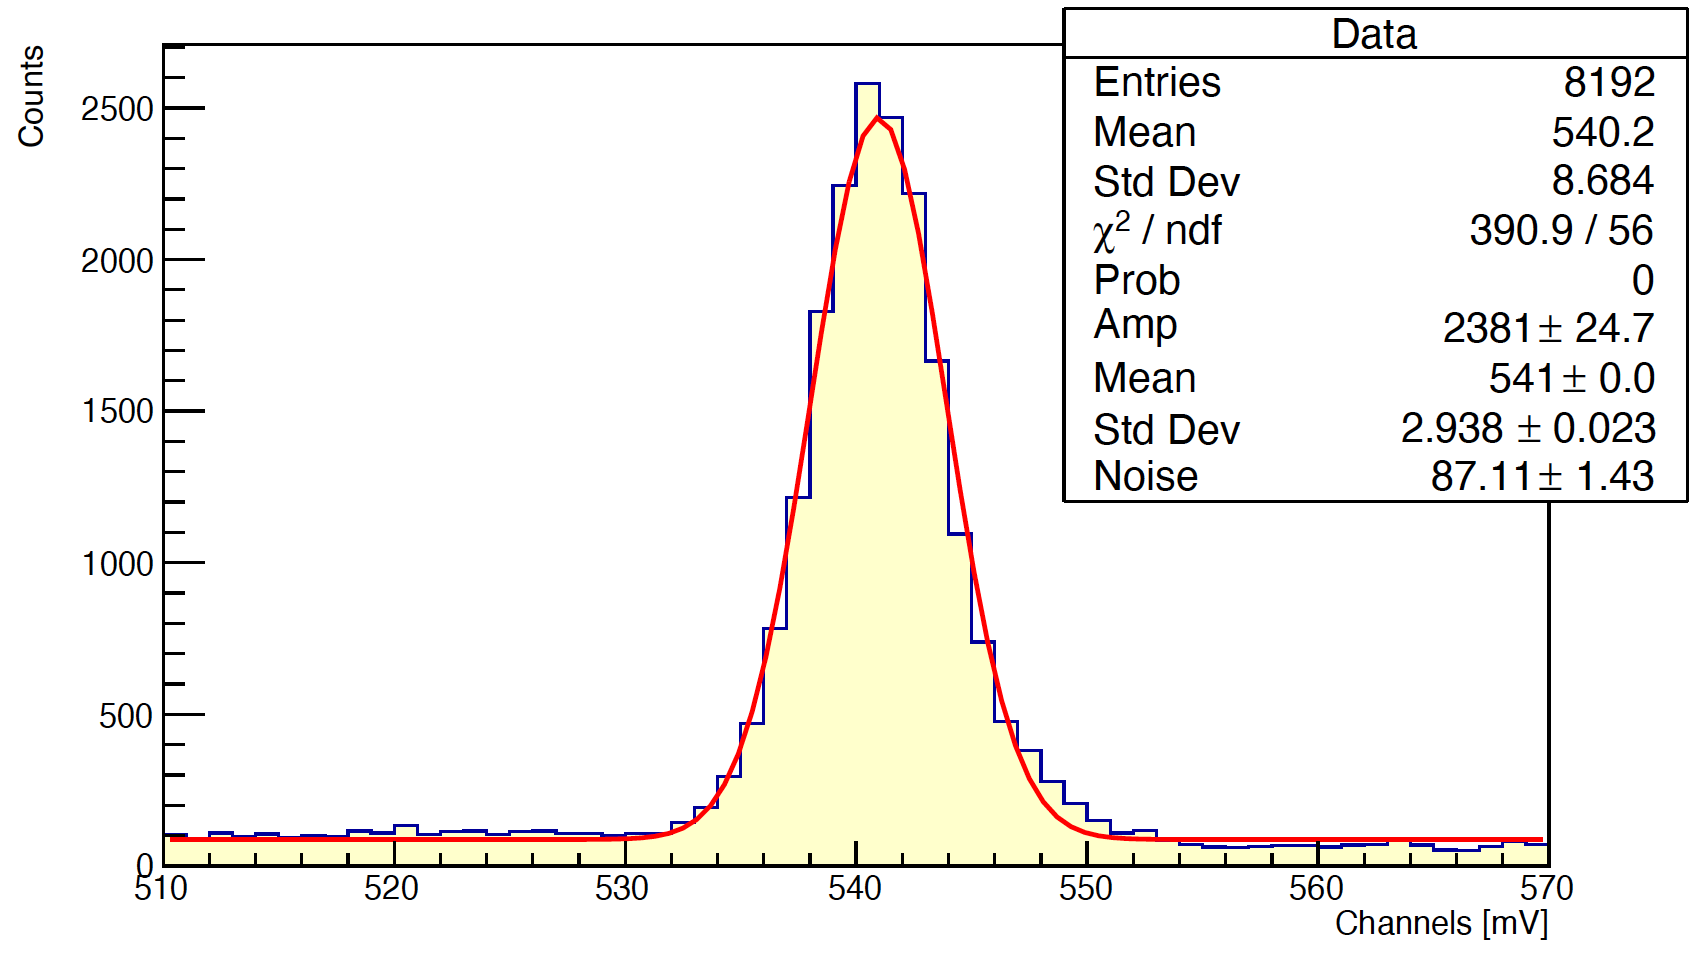 Counts
Data
Entries 8192
Mean 540.2
Std Dev 8.684
χ² / ndf 390.9 / 56
Prob 0
Amp 2381 ± 24.7
Mean 541 ± 0.0
Std Dev 2.938 ± 0.023
Noise 87.11 ± 1.43
2500
2000
1500
1000
500
0
510 520 530 540 550 560 570
Channels [mV]